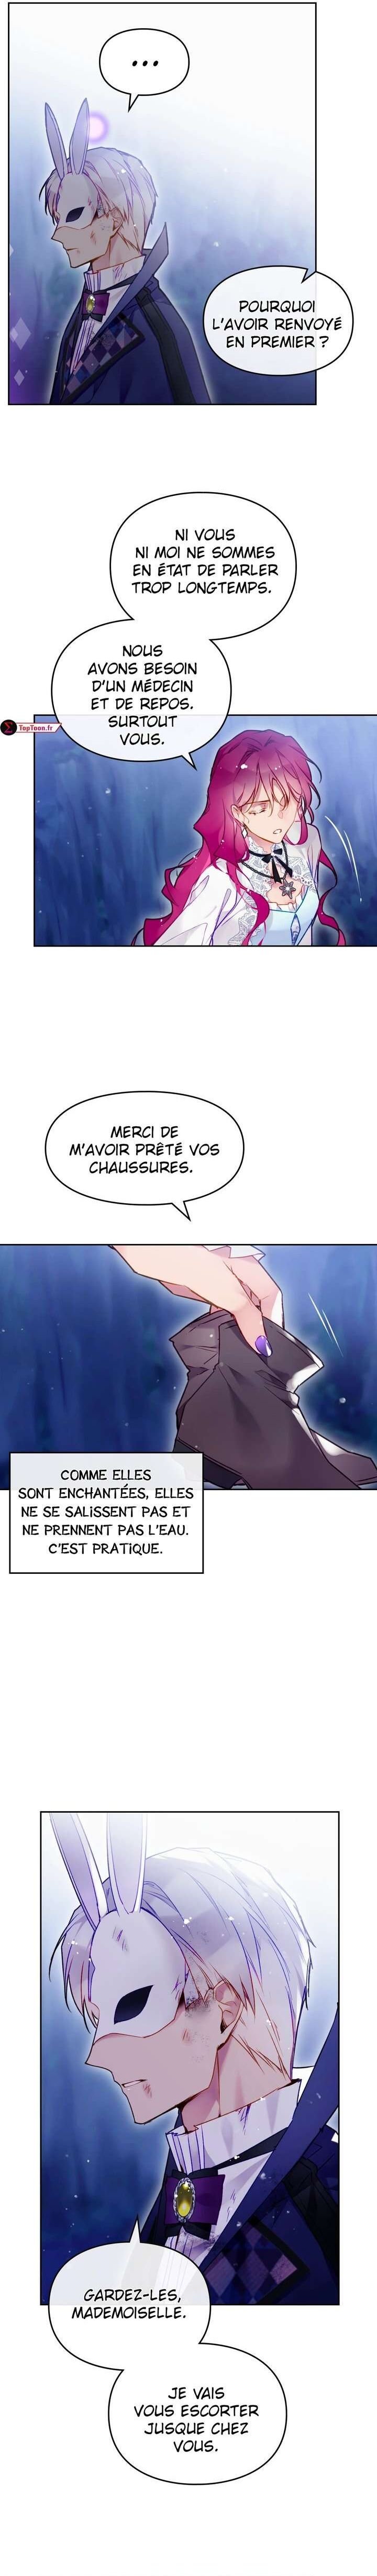 ...
POURQUOI
L'AVOIR RENVOYÉ
EN PREMIER ?
NI VOUS
NI MOI NE SOMMES
EN ÉTAT DE PARLER
TROP LONGTEMPS.
NOUS
AVONS BESOIN
D'UN MÉDECIN
ET DE REPOS.
SURTOUT
VOUS.
TopToon.fr
MERCI DE
M'AVOIR PRÊTÉ VOS
CHAUSSURES.
COMME ELLES
SONT ENCHANTÉES, ELLES
NE SE SALISSENT PAS ET
NE PRENNENT PAS L'EAU.
C'EST PRATIQUE.
GARDEZ-LES,
MADEMOISELLE.
JE VAIS
VOUS ESCORTER
JUSQUE CHEZ
VOUS.